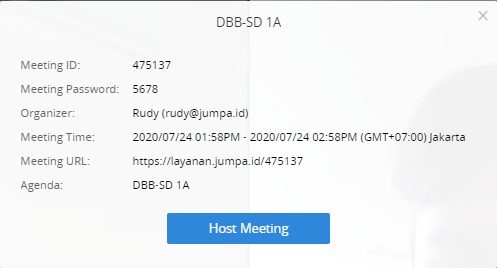 DBB-SD 1A
Meeting ID: 475137
Meeting Password: 5678
Organizer: Rudy (rudy@jumpa.id)
Meeting Time: 2020/07/24 01:58PM - 2020/07/24 02:58PM (GMT+07:00) Jakarta
Meeting URL: https://layanan.jumpa.id/475137
Agenda: DBB-SD 1A
Host Meeting